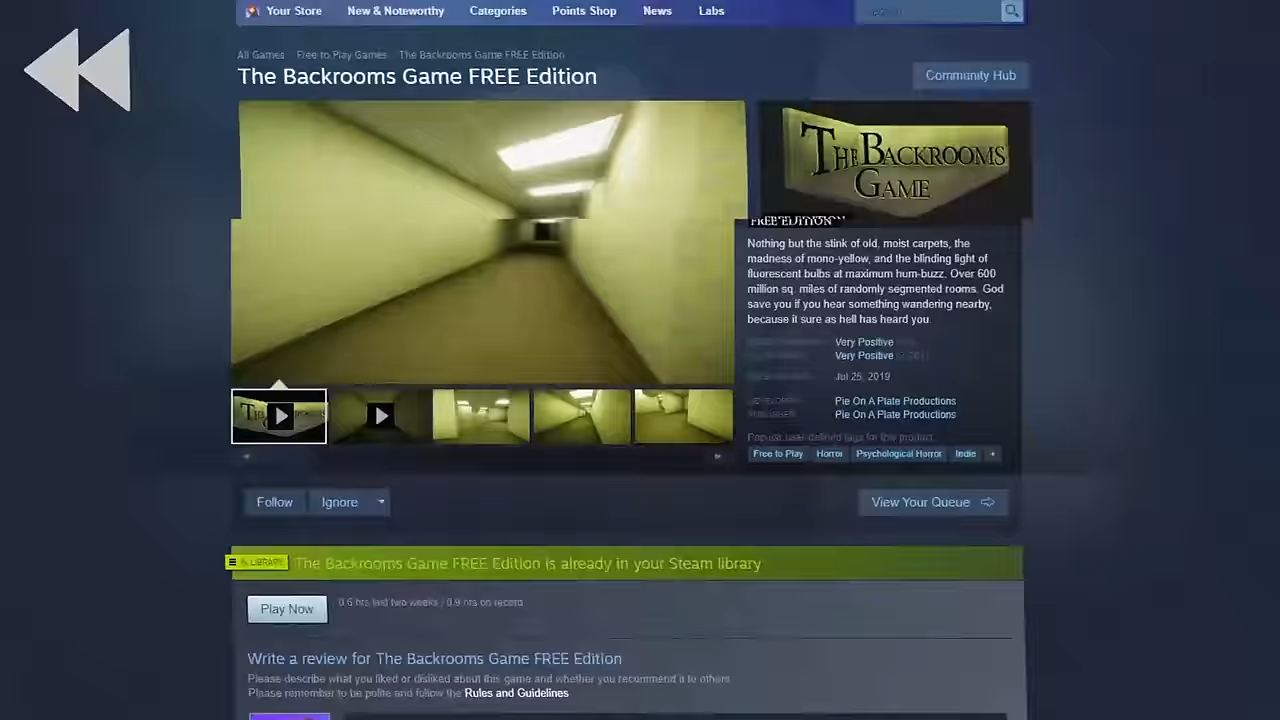 Your Store New & Noteworthy Categories Points Shop News Labs
All Games Free to Play Games The Backrooms Game FREE Edition
The Backrooms Game FREE Edition
Community Hub
THE BACKROOMS
GAME
FREE EDITION
Nothing but the stink of old, moist carpets, the
madness of mono-yellow, and the blinding light of
fluorescent bulbs at maximum hum-buzz. Over 600
million sq. miles of randomly segmented rooms. God
save you if you hear something wandering nearby,
because it sure as hell has heard you.
Very Positive
Very Positive
Jul 25, 2019
Pie On A Plate Productions
Pie On A Plate Productions
Popular user-defined tags for this product:
Free to Play Horror Psychological Horror Indie +
Follow Ignore
View Your Queue
LIBRARY The Backrooms Game FREE Edition is already in your Steam library
Play Now 0.6 hrs last two weeks / 0.9 hrs on record
Write a review for The Backrooms Game FREE Edition
Please describe what you liked or disliked about this game and whether you recommend it to others.
Please remember to be polite and follow the Rules and Guidelines